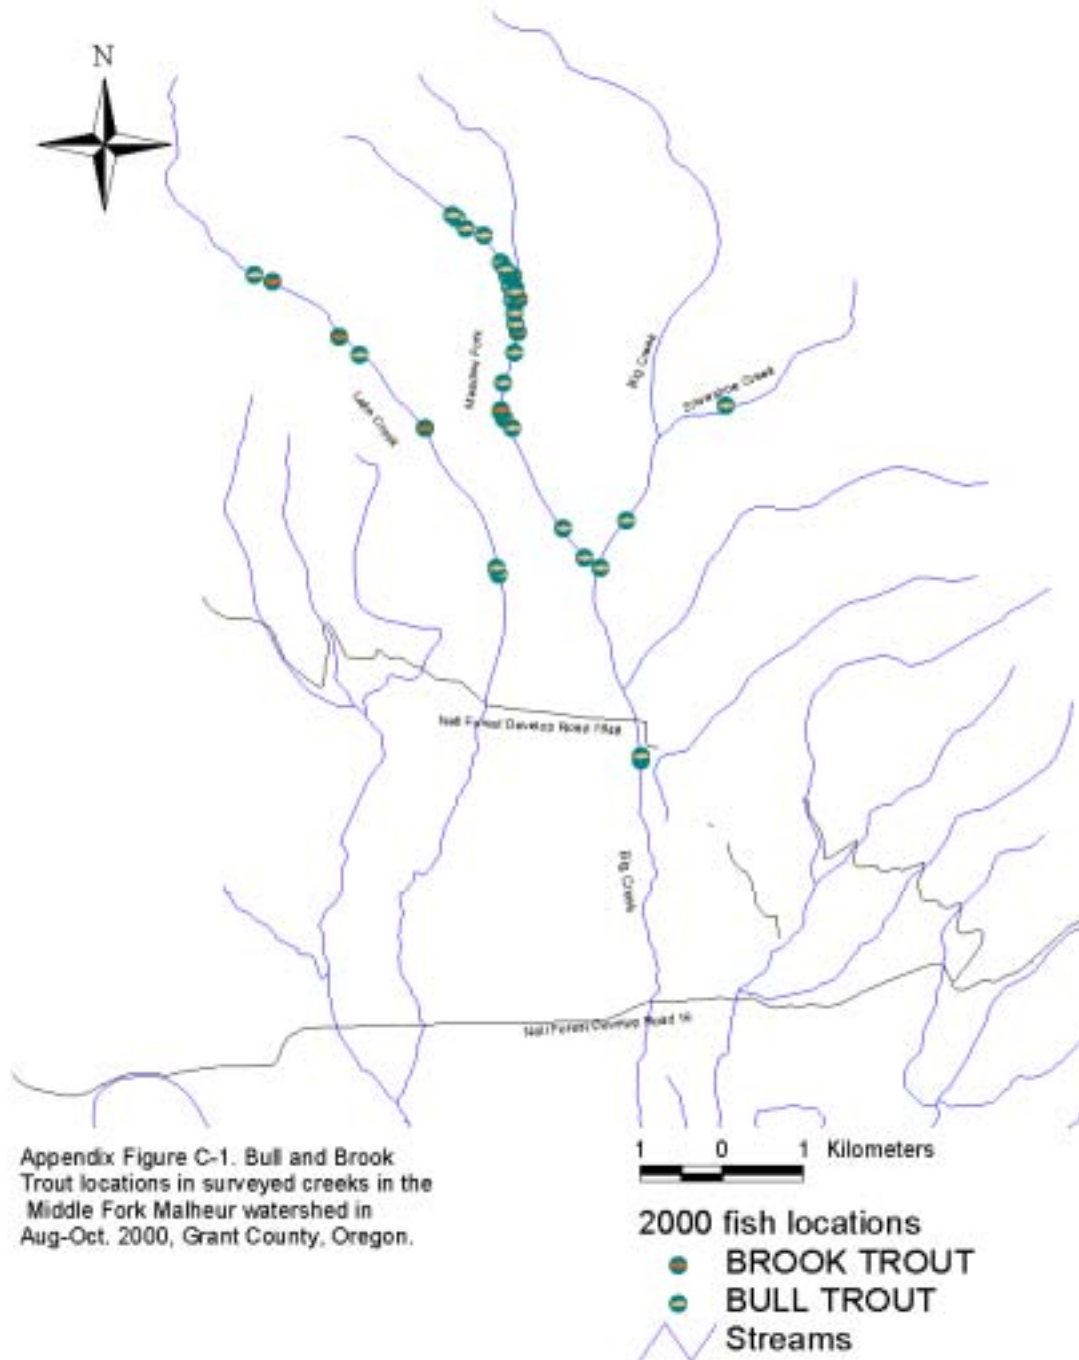 N
Big Creek
Meadow Fork
Snowshoe Creek
Lake Creek
Natl Forest Develop Road 1648
Big Creek
Natl Forest Develop Road 16
Appendix Figure C-1. Bull and Brook
Trout locations in surveyed creeks in the
Middle Fork Malheur watershed in
Aug-Oct. 2000, Grant County, Oregon.
1 0 1 Kilometers
2000 fish locations
BROOK TROUT
BULL TROUT
Streams